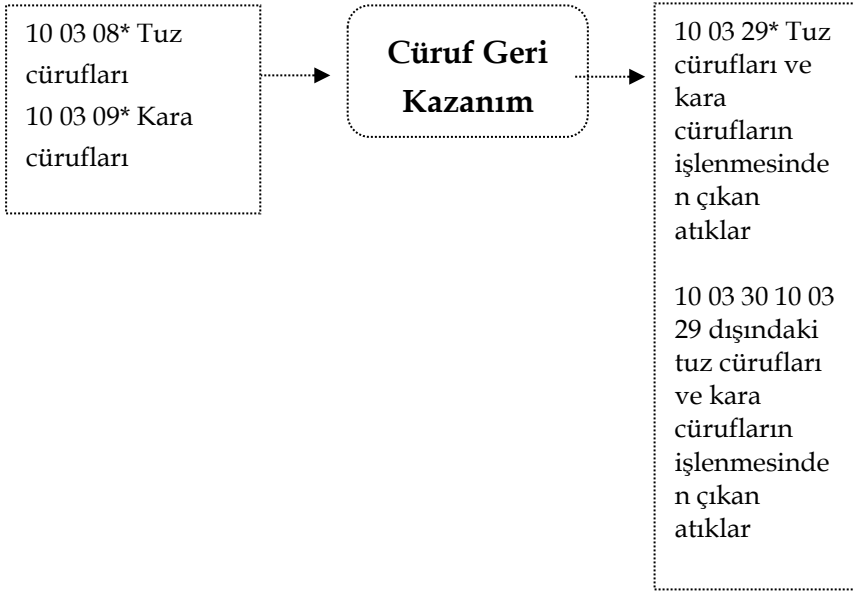 10 03 08* Tuz
cürufları
10 03 09* Kara
cürufları
Cüruf Geri
Kazanım
10 03 29* Tuz
cürufları ve
kara
cürufların
işlenmesinde
n çıkan
atıklar
10 03 30 10 03
29 dışındaki
tuz cürufları
ve kara
cürufların
işlenmesinde
n çıkan
atıklar